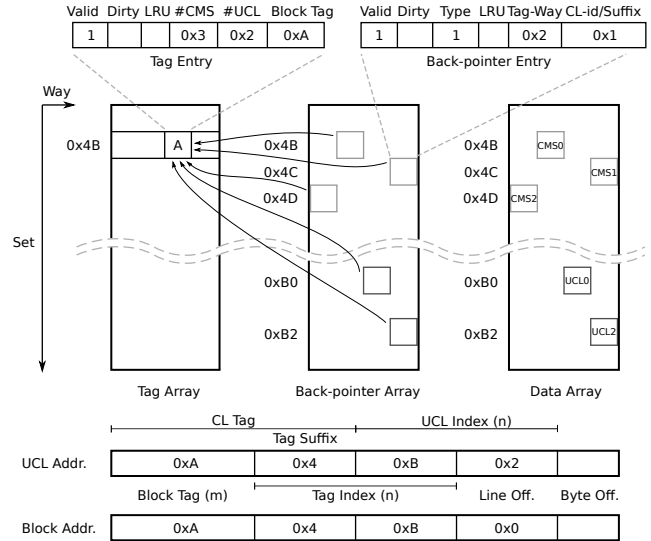 Valid Dirty LRU #CMS #UCL Block Tag
1 0x3 0x2 0xA
Tag Entry
Valid Dirty Type LRU Tag-Way CL-id/Suffix
1 1 0x2 0x1
Back-pointer Entry
Way
Set
0x4B A
0x4B
0x4C
0x4D
0xB0
0xB2
0x4B CMS0
0x4C CMS1
0x4D CMS2
0xB0 UCL0
0xB2 UCL2
Tag Array
Back-pointer Array
Data Array
CL Tag
UCL Index (n)
Tag Suffix
UCL Addr. 0xA 0x4 0xB 0x2
Block Tag (m) Tag Index (n) Line Off. Byte Off.
Block Addr. 0xA 0x4 0xB 0x0